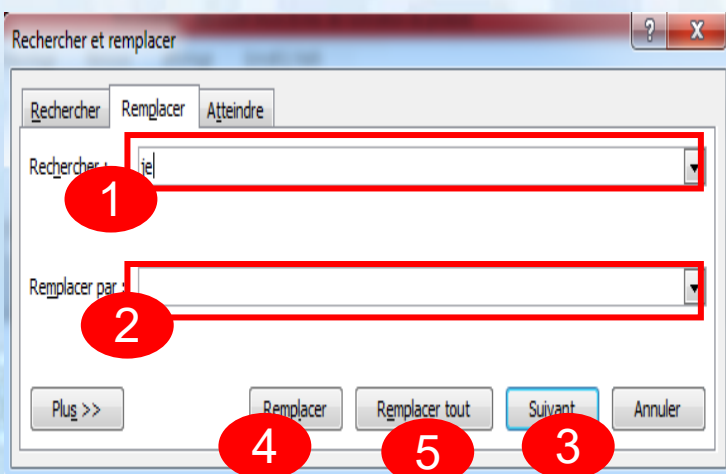 Rechercher et remplacer
?
X
Rechercher Remplacer Atteindre
Rechercher : je
1
Remplacer par :
2
Plus >> Remplacer Remplacer tout Suivant Annuler
4 5 3